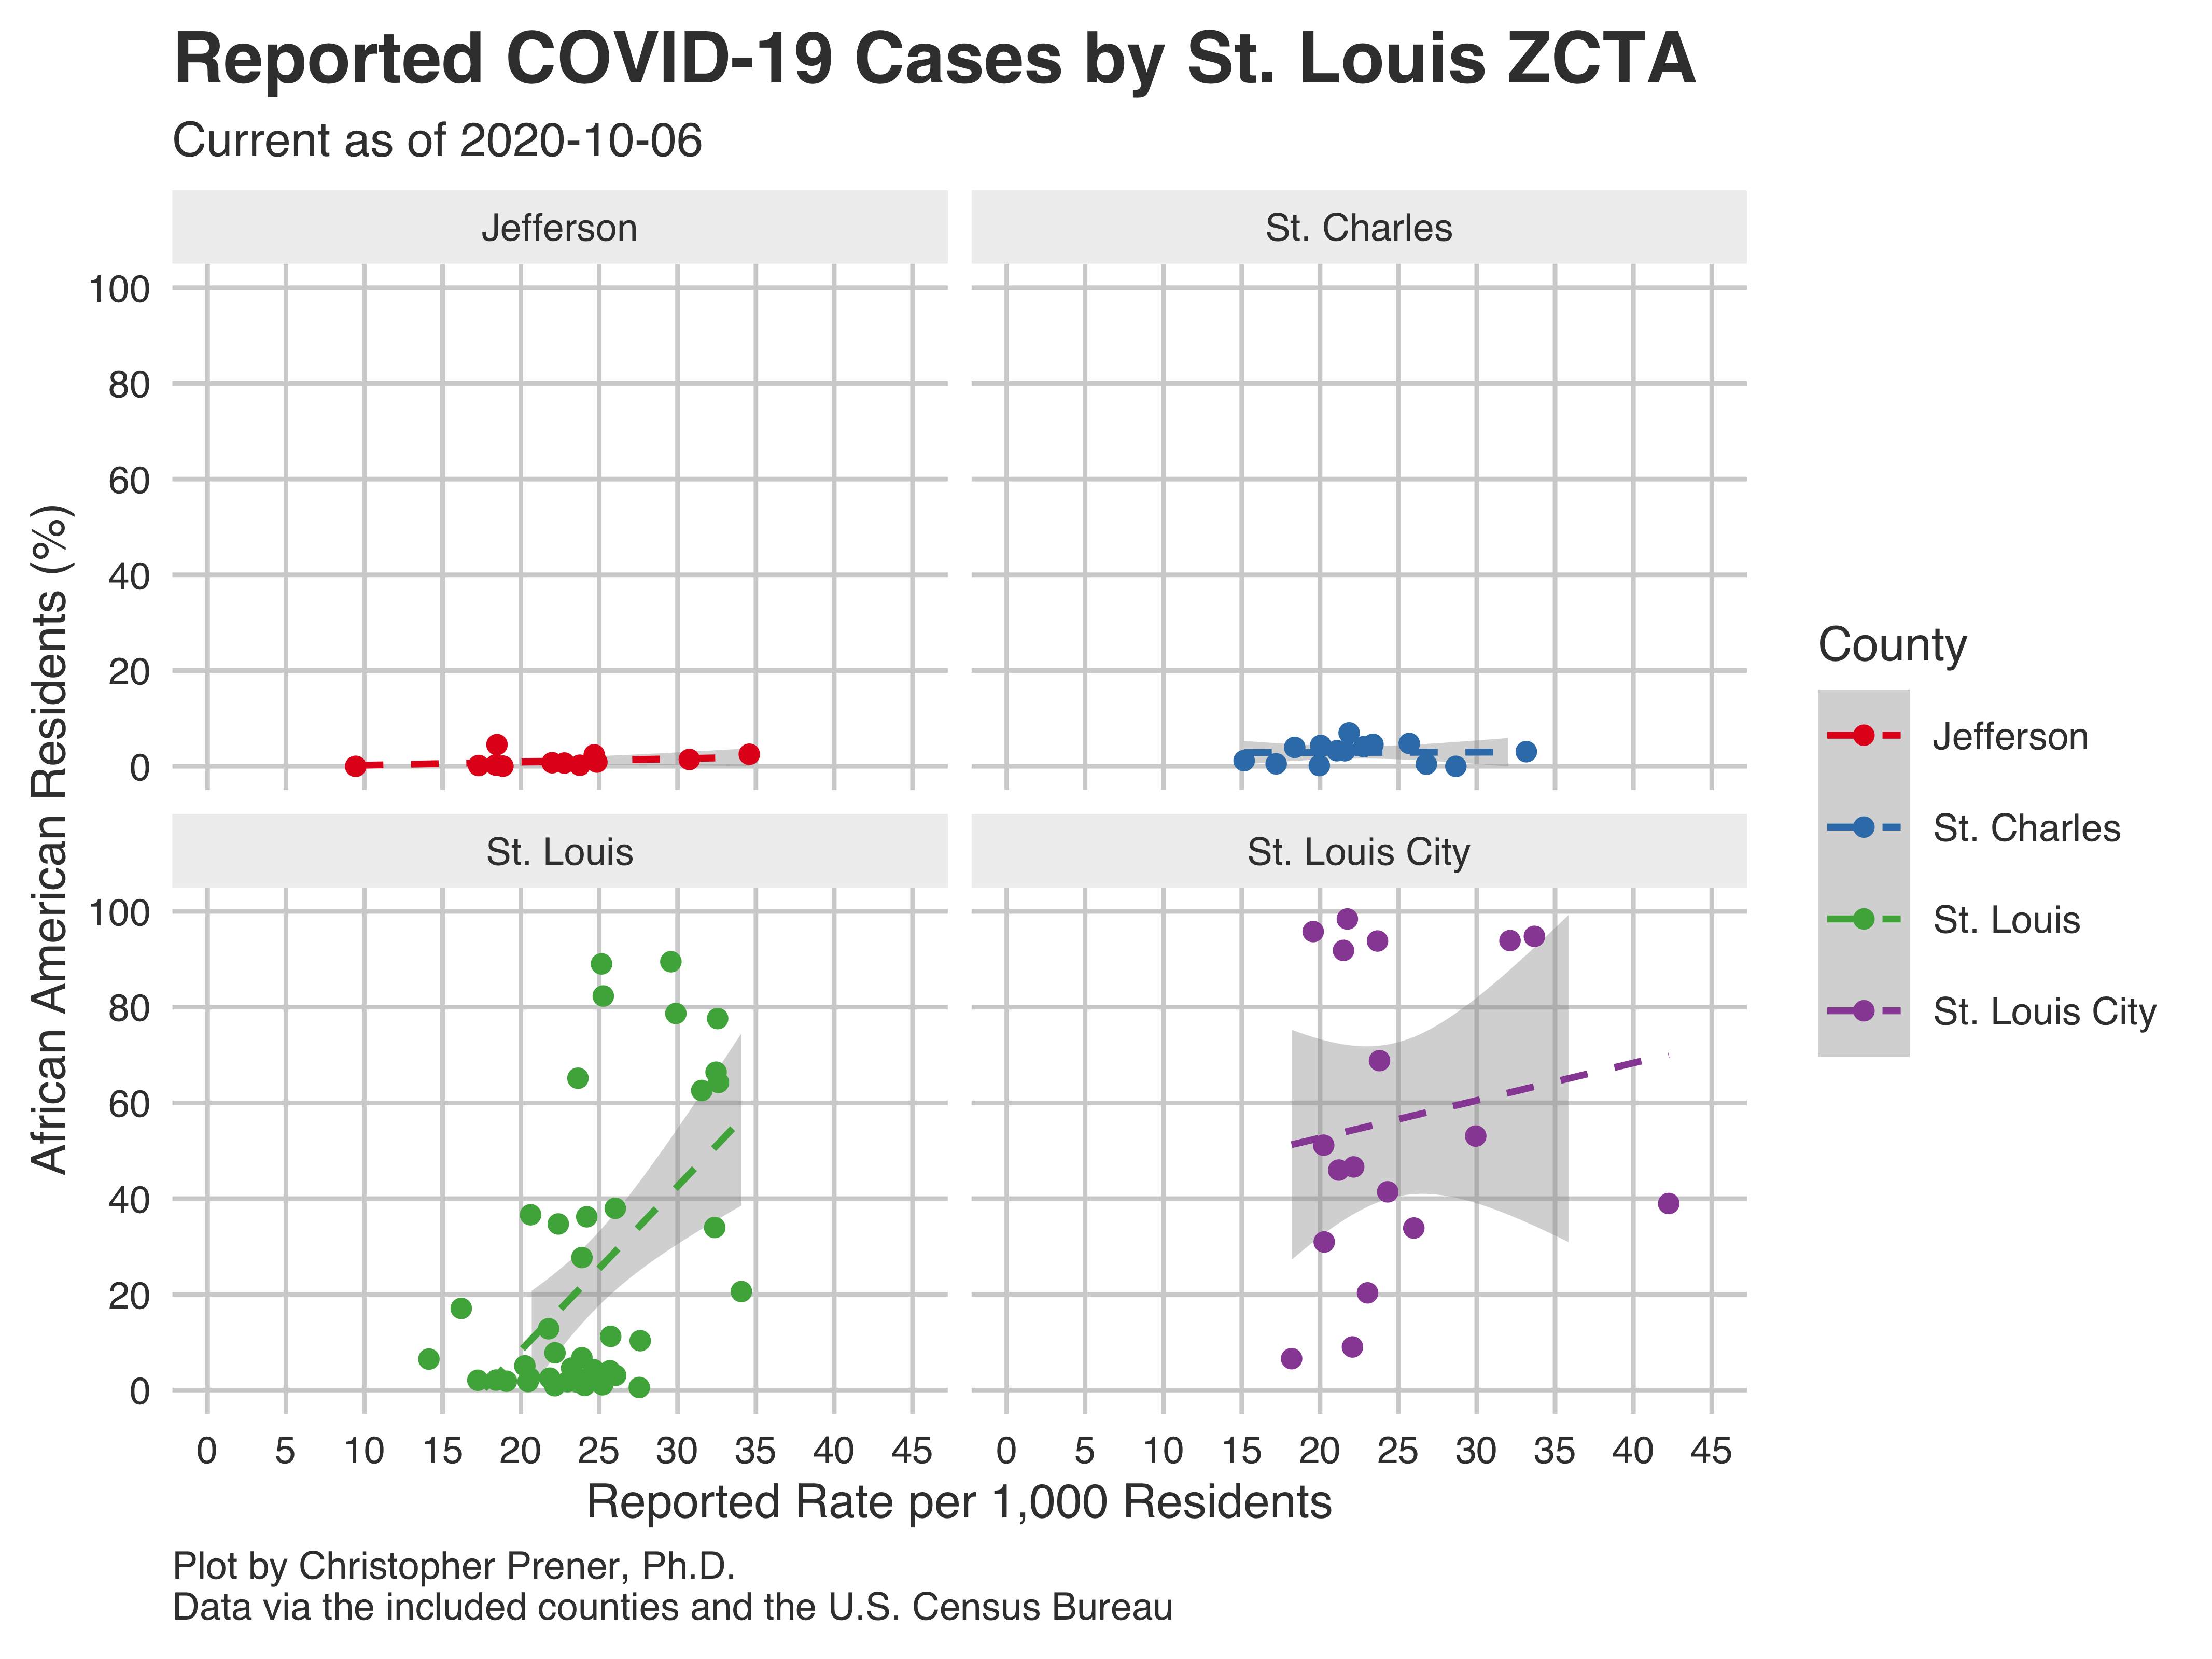 Reported COVID-19 Cases by St. Louis ZCTA
Current as of 2020-10-06
Jefferson
St. Charles
100
80
60
40
20
0
African American Residents (%)
St. Louis
St. Louis City
100
80
60
40
20
0
0 5 10 15 20 25 30 35 40 45
0 5 10 15 20 25 30 35 40 45
Reported Rate per 1,000 Residents
County
Jefferson
St. Charles
St. Louis
St. Louis City
Plot by Christopher Prener, Ph.D.
Data via the included counties and the U.S. Census Bureau